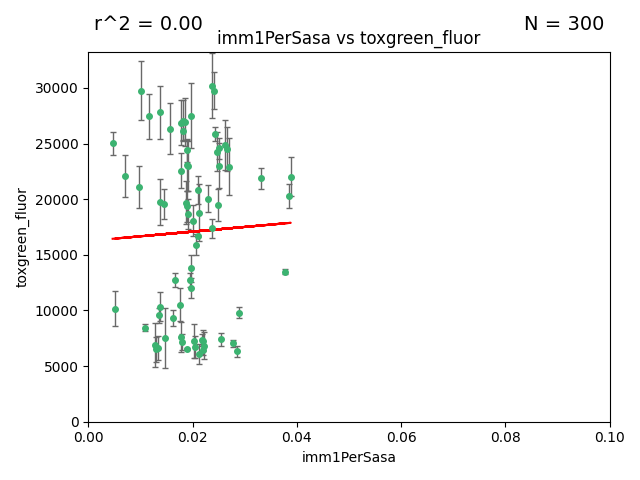 r^2 = 0.00
N = 300
imm1PerSasa vs toxgreen_fluor
30000
25000
20000
15000
10000
5000
0
toxgreen_fluor
0.00 0.02 0.04 0.06 0.08 0.10
imm1PerSasa